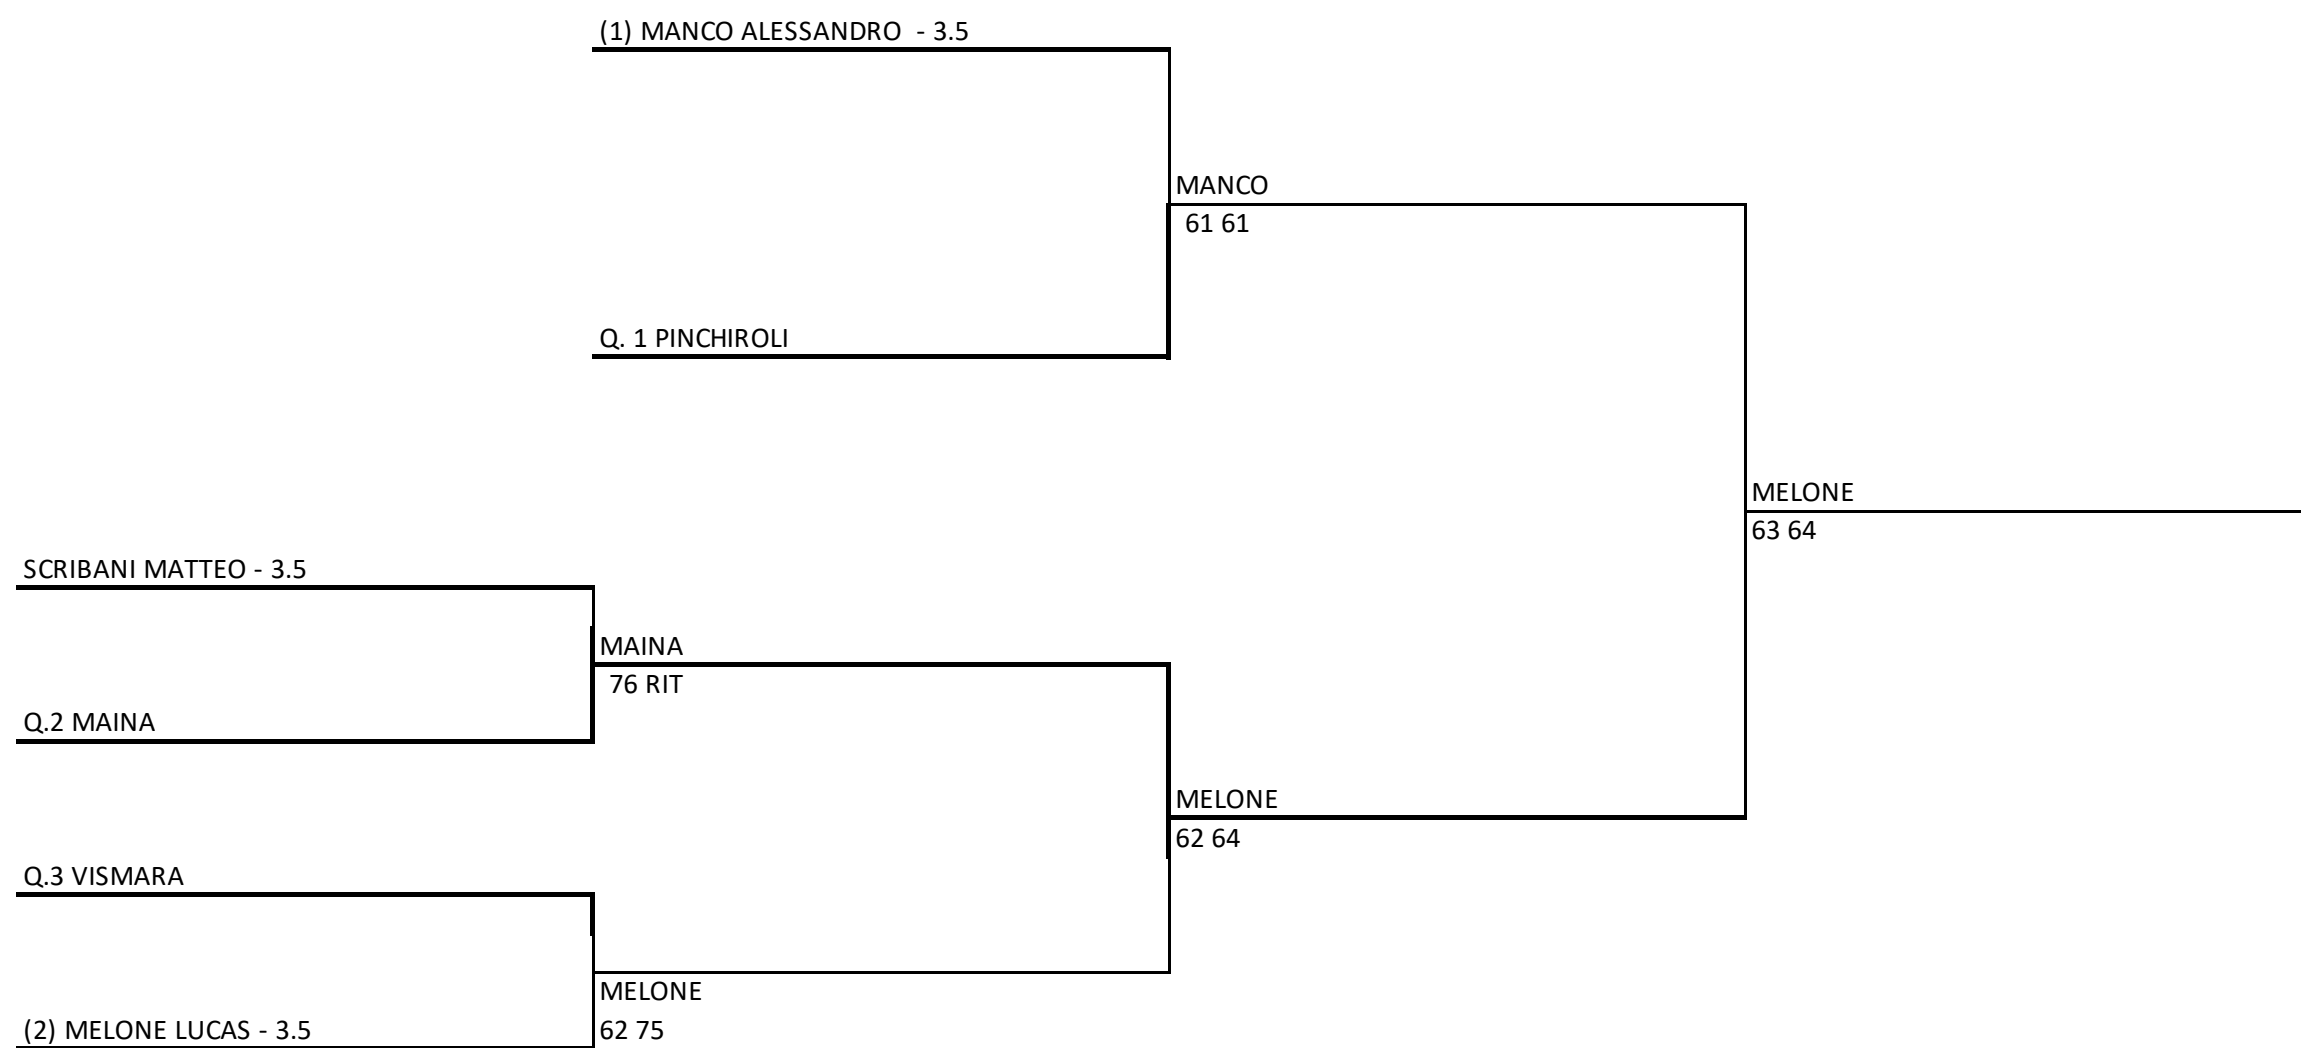 (1) MANCO ALESSANDRO - 3.5
MANCO
61 61
Q. 1 PINCHIROLI
MELONE
63 64
SCRIBANI MATTEO - 3.5
MAINA
76 RIT
Q.2 MAINA
MELONE
62 64
Q.3 VISMARA
MELONE
(2) MELONE LUCAS - 3.5
62 75